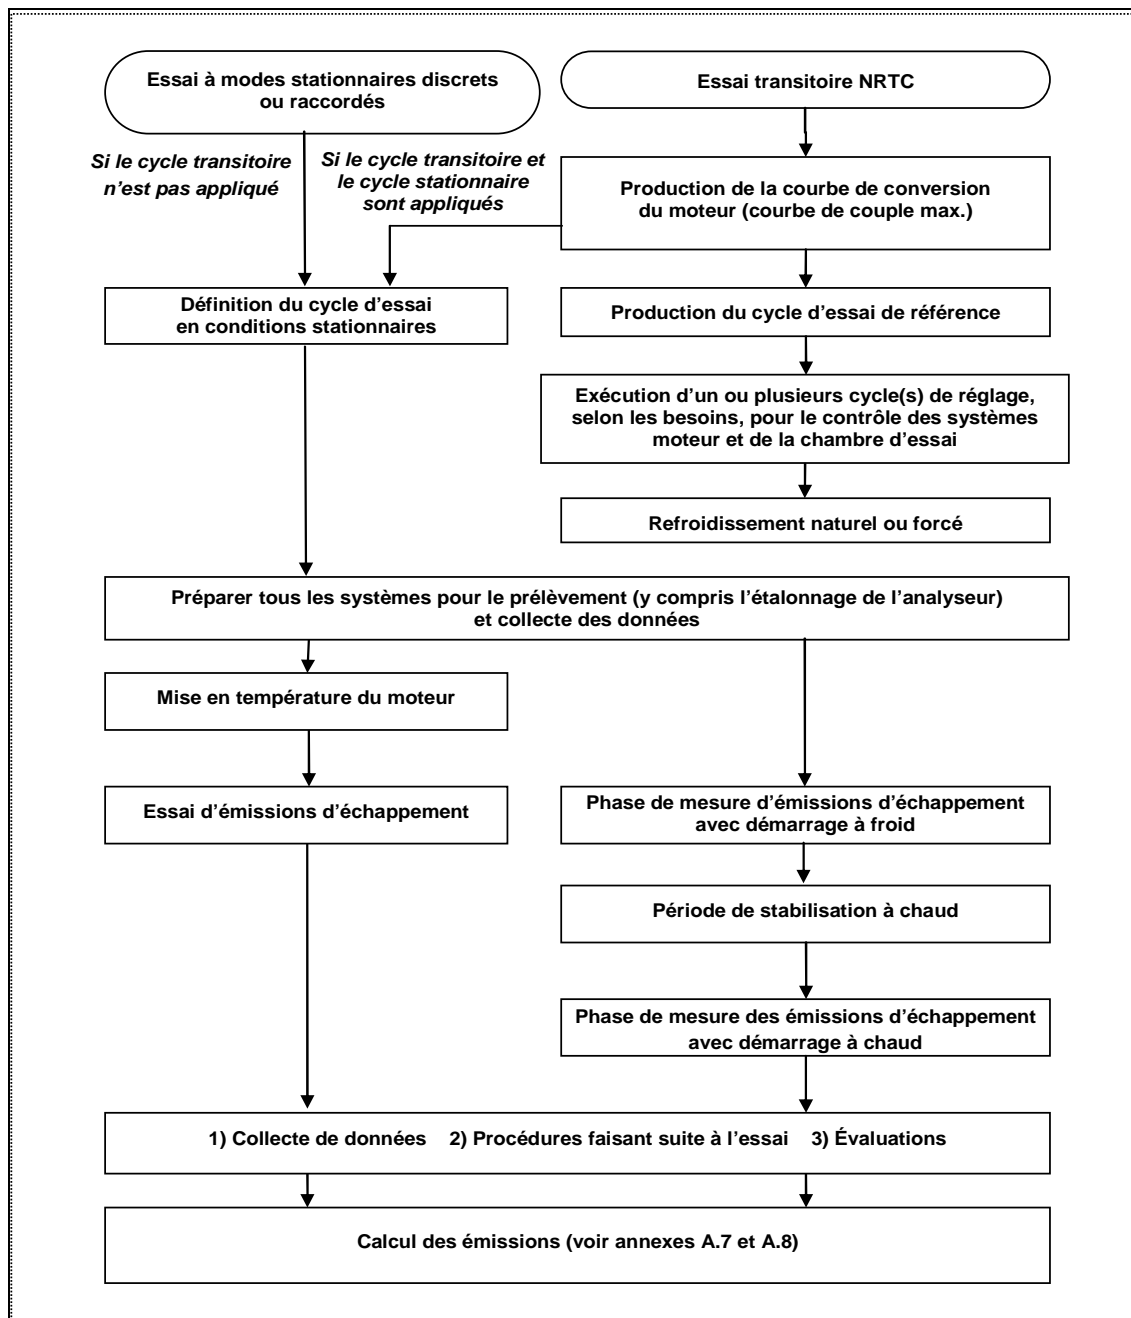 Essai à modes stationnaires discrets
ou raccordés
Essai transitoire NRTC
Si le cycle transitoire
n'est pas appliqué
Si le cycle transitoire et
le cycle stationnaire
sont appliqués
Production de la courbe de conversion
du moteur (courbe de couple max.)
Définition du cycle d'essai
en conditions stationnaires
Production du cycle d'essai de référence
Exécution d'un ou plusieurs cycle(s) de réglage,
selon les besoins, pour le contrôle des systèmes
moteur et de la chambre d'essai
Refroidissement naturel ou forcé
Préparer tous les systèmes pour le prélèvement (y compris l'étalonnage de l'analyseur)
et collecte des données
Mise en température du moteur
Essai d'émissions d'échappement
Phase de mesure d'émissions d'échappement
avec démarrage à froid
Période de stabilisation à chaud
Phase de mesure des émissions d'échappement
avec démarrage à chaud
1) Collecte de données 2) Procédures faisant suite à l'essai 3) Évaluations
Calcul des émissions (voir annexes A.7 et A.8)